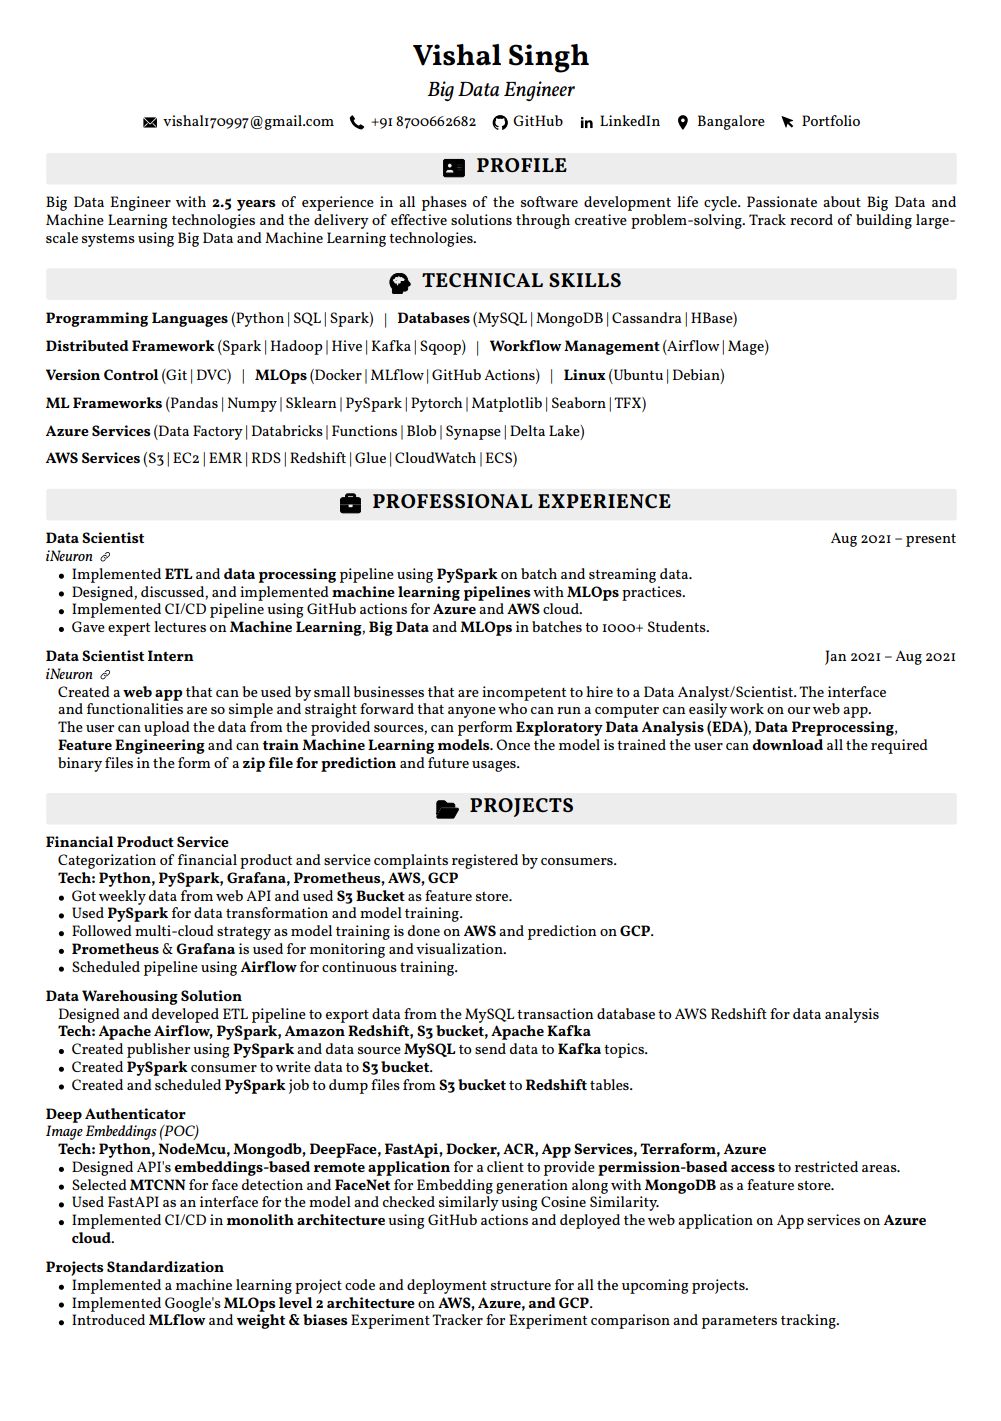 Vishal Singh
Big Data Engineer
vishal170997@gmail.com +91 8700662682 GitHub LinkedIn Bangalore Portfolio
PROFILE
Big Data Engineer with 2.5 years of experience in all phases of the software development life cycle. Passionate about Big Data and
Machine Learning technologies and the delivery of effective solutions through creative problem-solving. Track record of building large-
scale systems using Big Data and Machine Learning technologies.
TECHNICAL SKILLS
Programming Languages (Python | SQL | Spark) | Databases (MySQL | MongoDB | Cassandra | HBase)
Distributed Framework (Spark | Hadoop | Hive | Kafka | Sqoop) | Workflow Management (Airflow | Mage)
Version Control (Git | DVC) | MLOps (Docker | MLflow | GitHub Actions) | Linux (Ubuntu | Debian)
ML Frameworks (Pandas | Numpy | Sklearn | PySpark | Pytorch | Matplotlib | Seaborn | TFX)
Azure Services (Data Factory | Databricks | Functions | Blob | Synapse | Delta Lake)
AWS Services (S3 | EC2 | EMR | RDS | Redshift | Glue | CloudWatch | ECS)
PROFESSIONAL EXPERIENCE
Data Scientist Aug 2021 – present
iNeuron
• Implemented ETL and data processing pipeline using PySpark on batch and streaming data.
• Designed, discussed, and implemented machine learning pipelines with MLOps practices.
• Implemented CI/CD pipeline using GitHub actions for Azure and AWS cloud.
• Gave expert lectures on Machine Learning, Big Data and MLOps in batches to 1000+ Students.
Data Scientist Intern Jan 2021 – Aug 2021
iNeuron
Created a web app that can be used by small businesses that are incompetent to hire to a Data Analyst/Scientist. The interface
and functionalities are so simple and straight forward that anyone who can run a computer can easily work on our web app.
The user can upload the data from the provided sources, can perform Exploratory Data Analysis (EDA), Data Preprocessing,
Feature Engineering and can train Machine Learning models. Once the model is trained the user can download all the required
binary files in the form of a zip file for prediction and future usages.
PROJECTS
Financial Product Service
Categorization of financial product and service complaints registered by consumers.
Tech: Python, PySpark, Grafana, Prometheus, AWS, GCP
• Got weekly data from web API and used S3 Bucket as feature store.
• Used PySpark for data transformation and model training.
• Followed multi-cloud strategy as model training is done on AWS and prediction on GCP.
• Prometheus & Grafana is used for monitoring and visualization.
• Scheduled pipeline using Airflow for continuous training.
Data Warehousing Solution
Designed and developed ETL pipeline to export data from the MySQL transaction database to AWS Redshift for data analysis
Tech: Apache Airflow, PySpark, Amazon Redshift, S3 bucket, Apache Kafka
• Created publisher using PySpark and data source MySQL to send data to Kafka topics.
• Created PySpark consumer to write data to S3 bucket.
• Created and scheduled PySpark job to dump files from S3 bucket to Redshift tables.
Deep Authenticator
Image Embeddings (POC)
Tech: Python, NodeMcu, Mongodb, DeepFace, FastApi, Docker, ACR, App Services, Terraform, Azure
• Designed API's embeddings-based remote application for a client to provide permission-based access to restricted areas.
• Selected MTCNN for face detection and FaceNet for Embedding generation along with MongoDB as a feature store.
• Used FastAPI as an interface for the model and checked similarly using Cosine Similarity.
• Implemented CI/CD in monolith architecture using GitHub actions and deployed the web application on App services on Azure
cloud.
Projects Standardization
• Implemented a machine learning project code and deployment structure for all the upcoming projects.
• Implemented Google's MLOps level 2 architecture on AWS, Azure, and GCP.
• Introduced MLflow and weight & biases Experiment Tracker for Experiment comparison and parameters tracking.